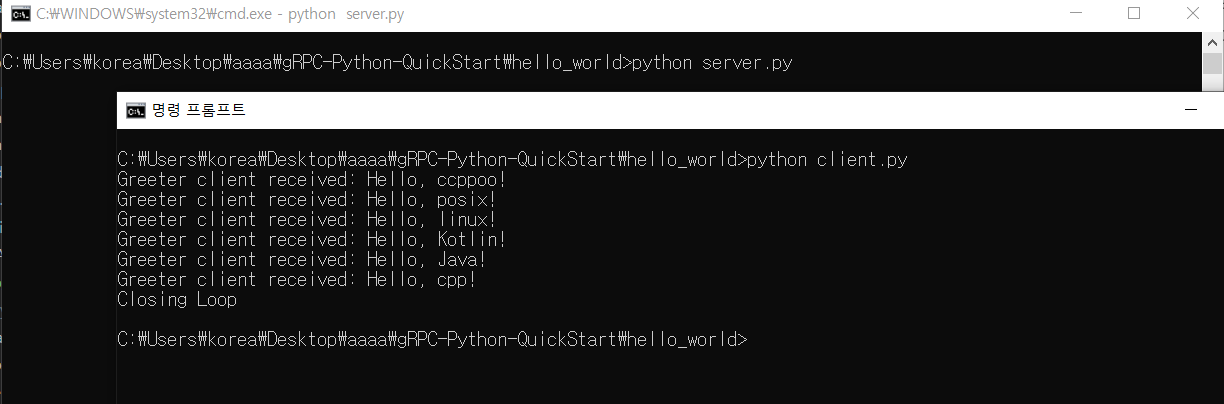 C:₩WINDOWS₩system32₩cmd.exe - python  server.py
C:₩Users₩korea₩Desktop₩aaaa₩gRPC-Python-QuickStart₩hello_world>python server.py
명령 프롬프트
C:₩Users₩korea₩Desktop₩aaaa₩gRPC-Python-QuickStart₩hello_world>python client.py
Greeter client received: Hello, ccppoo!
Greeter client received: Hello, posix!
Greeter client received: Hello, linux!
Greeter client received: Hello, Kotlin!
Greeter client received: Hello, Java!
Greeter client received: Hello, cpp!
Closing Loop
C:₩Users₩korea₩Desktop₩aaaa₩gRPC-Python-QuickStart₩hello_world>